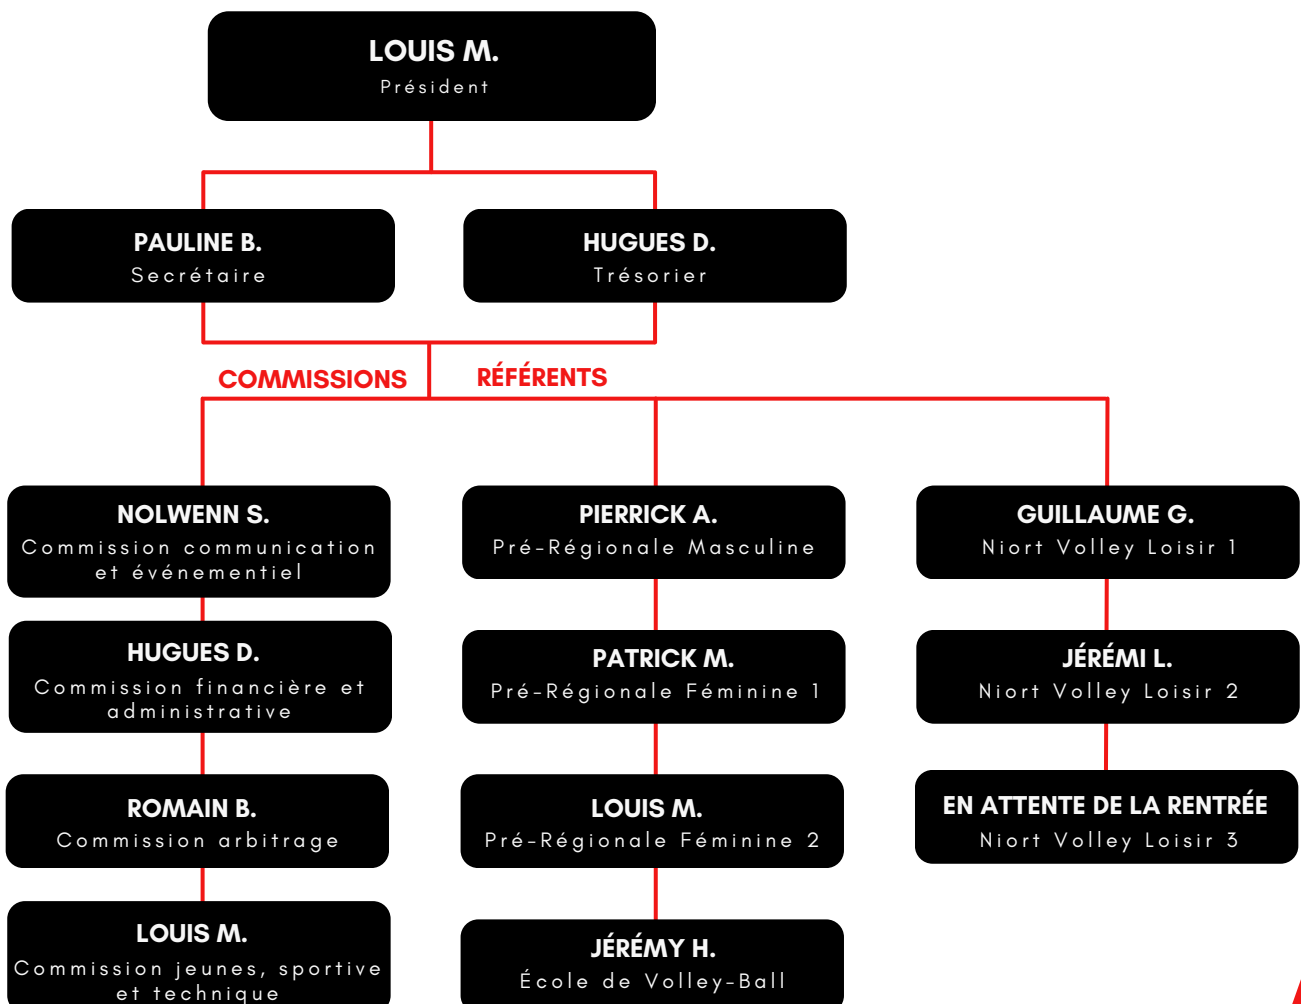 LOUIS M.
Président
PAULINE B.
Secrétaire
HUGUES D.
Trésorier
COMMISSIONS
RÉFÉRENTS
NOLWENN S.
Commission communication
et événementiel
HUGUES D.
Commission financière et
administrative
ROMAIN B.
Commission arbitrage
LOUIS M.
Commission jeunes, sportive
et technique
PIERRICK A.
Pré-Régionale Masculine
PATRICK M.
Pré-Régionale Féminine 1
LOUIS M.
Pré-Régionale Féminine 2
JÉRÉMY H.
École de Volley-Ball
GUILLAUME G.
Niort Volley Loisir 1
JÉRÉMI L.
Niort Volley Loisir 2
EN ATTENTE DE LA RENTRÉE
Niort Volley Loisir 3